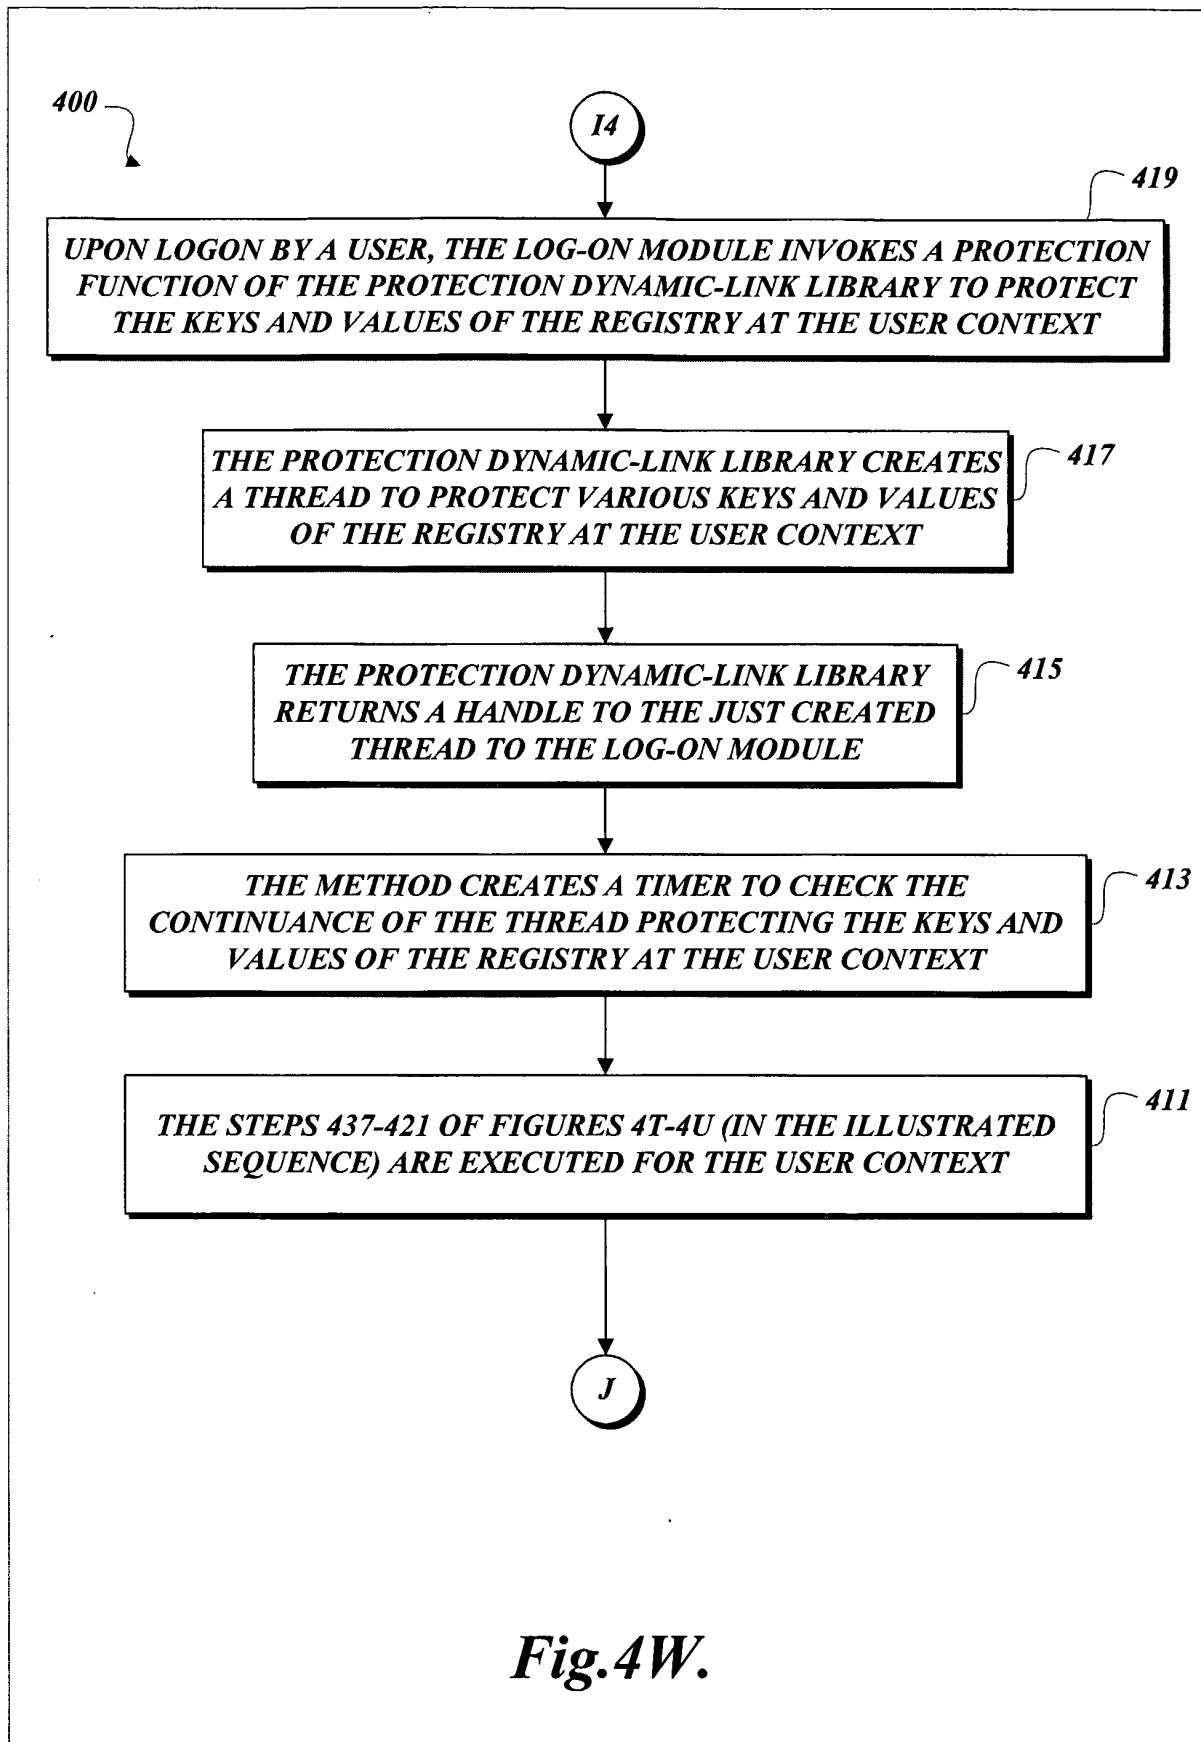 400
I4
419
UPON LOGON BY A USER, THE LOG-ON MODULE INVOKES A PROTECTION
FUNCTION OF THE PROTECTION DYNAMIC-LINK LIBRARY TO PROTECT
THE KEYS AND VALUES OF THE REGISTRY AT THE USER CONTEXT
417
THE PROTECTION DYNAMIC-LINK LIBRARY CREATES
A THREAD TO PROTECT VARIOUS KEYS AND VALUES
OF THE REGISTRY AT THE USER CONTEXT
415
THE PROTECTION DYNAMIC-LINK LIBRARY
RETURNS A HANDLE TO THE JUST CREATED
THREAD TO THE LOG-ON MODULE
413
THE METHOD CREATES A TIMER TO CHECK THE
CONTINUANCE OF THE THREAD PROTECTING THE KEYS AND
VALUES OF THE REGISTRY AT THE USER CONTEXT
411
THE STEPS 437-421 OF FIGURES 4T-4U (IN THE ILLUSTRATED
SEQUENCE) ARE EXECUTED FOR THE USER CONTEXT
J
Fig.4W.